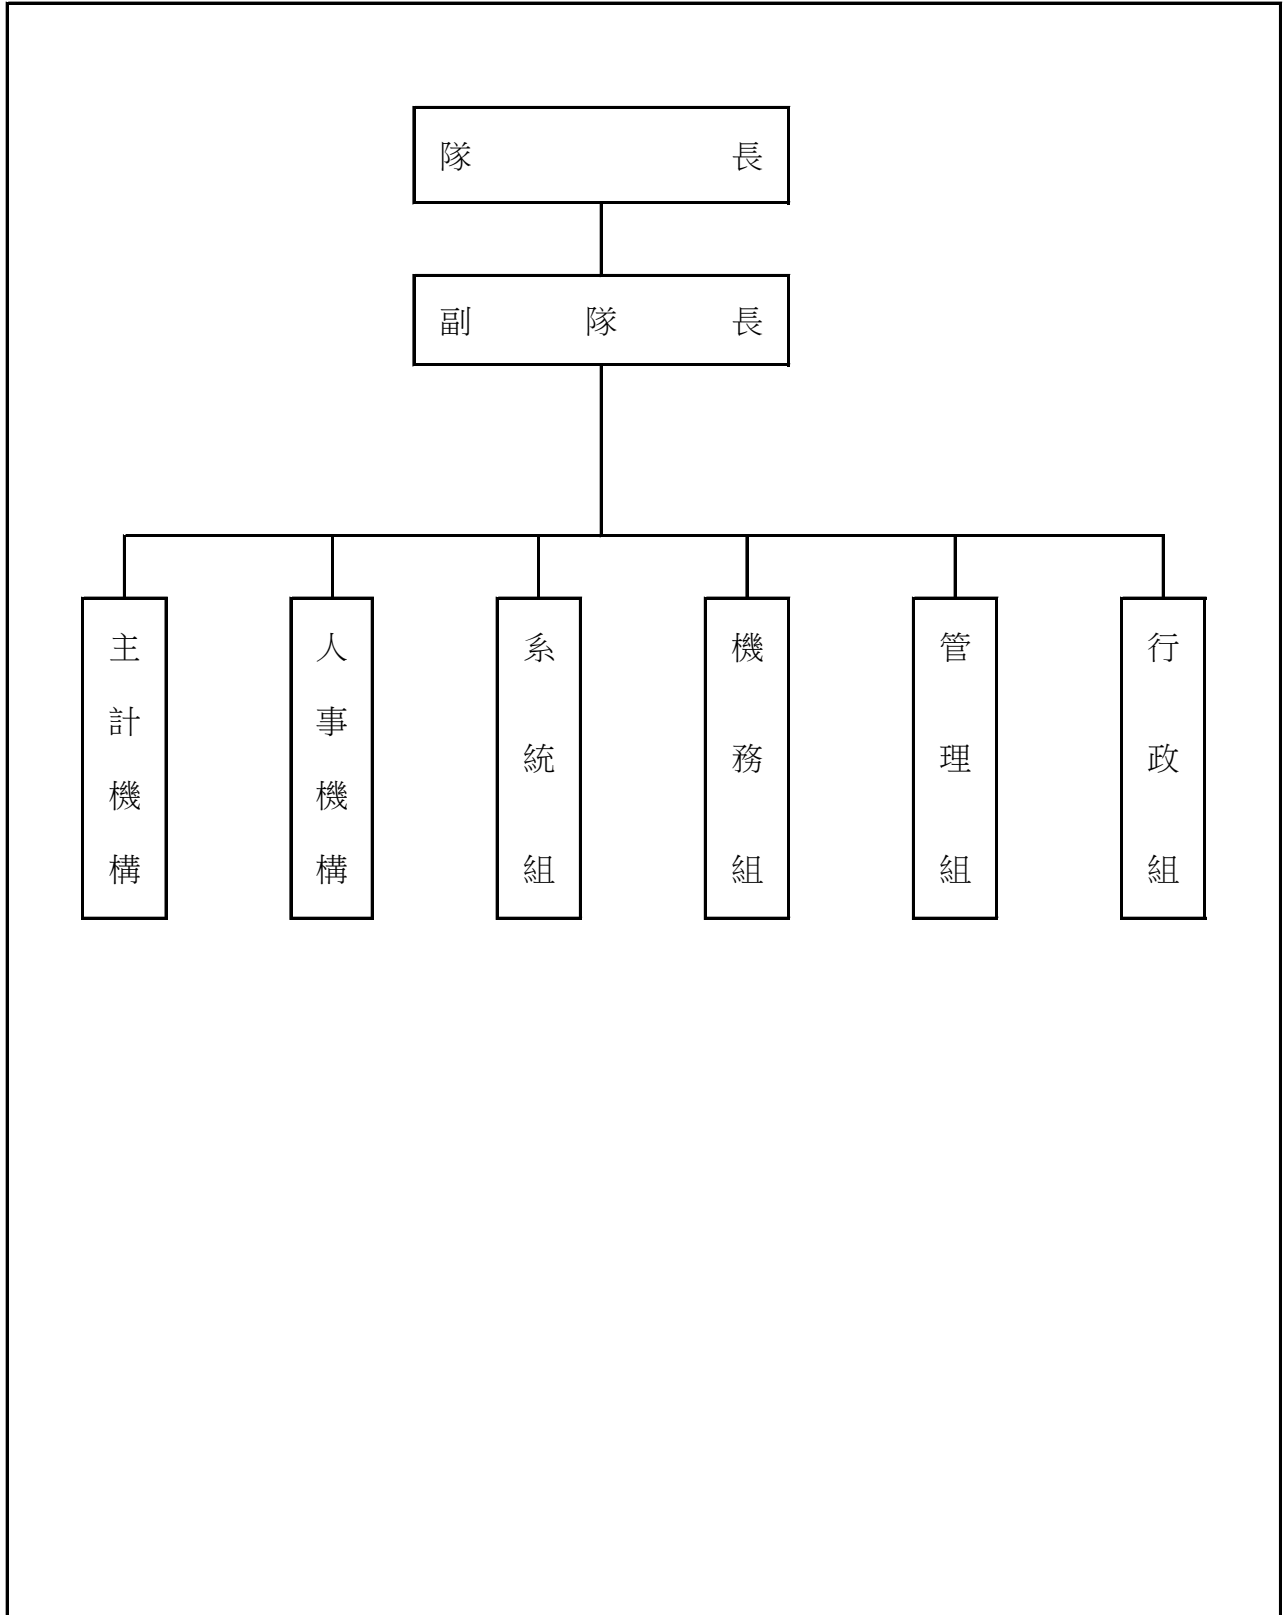 隊長
副隊長
主計機構
人事機構
系統組
機務組
管理組
行政組